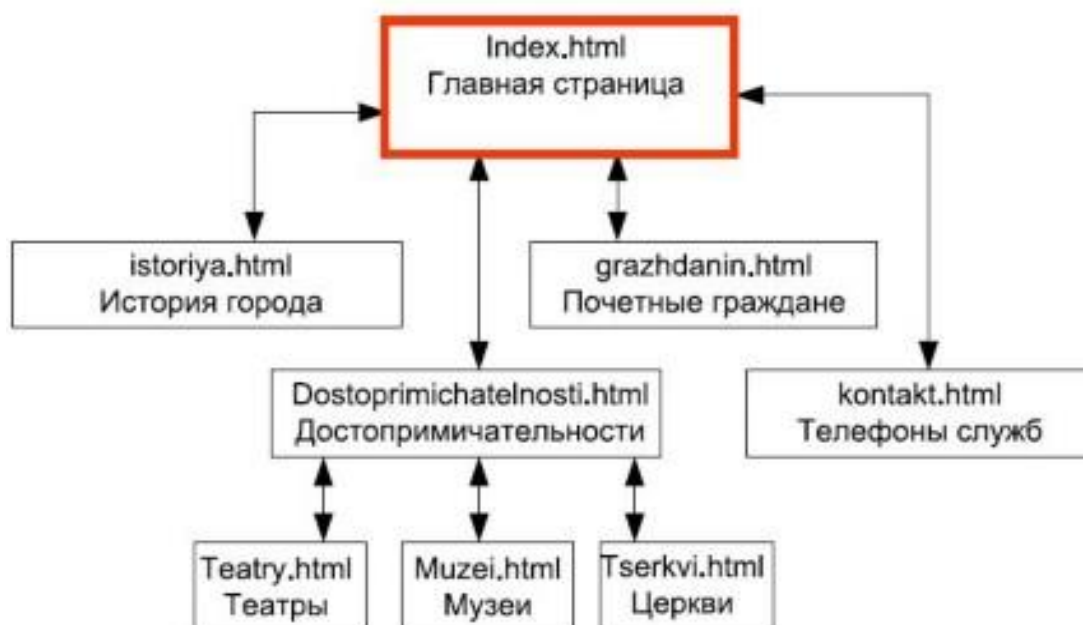 Index.html
Главная страница
istoriya.html
История города
grazhdanin.html
Почетные граждане
Dostoprimichatelnosti.html
Достопримичательности
kontakt.html
Телефоны служб
Teatry.html
Театры
Muzei.html
Музеи
Tserkvi.html
Церкви